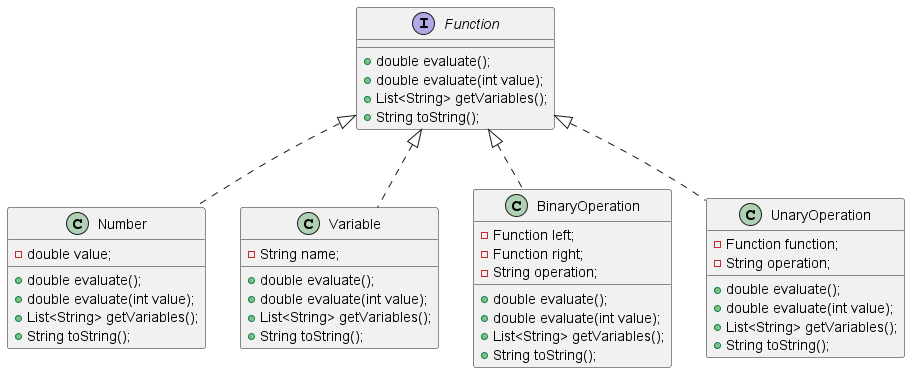 I Function
double evaluate();
double evaluate(int value);
List<String> getVariables();
String toString();
C Number
double value;
double evaluate();
double evaluate(int value);
List<String> getVariables();
String toString();
C Variable
String name;
double evaluate();
double evaluate(int value);
List<String> getVariables();
String toString();
C BinaryOperation
Function left;
Function right;
String operation;
double evaluate();
double evaluate(int value);
List<String> getVariables();
String toString();
C UnaryOperation
Function function;
String operation;
double evaluate();
double evaluate(int value);
List<String> getVariables();
String toString();